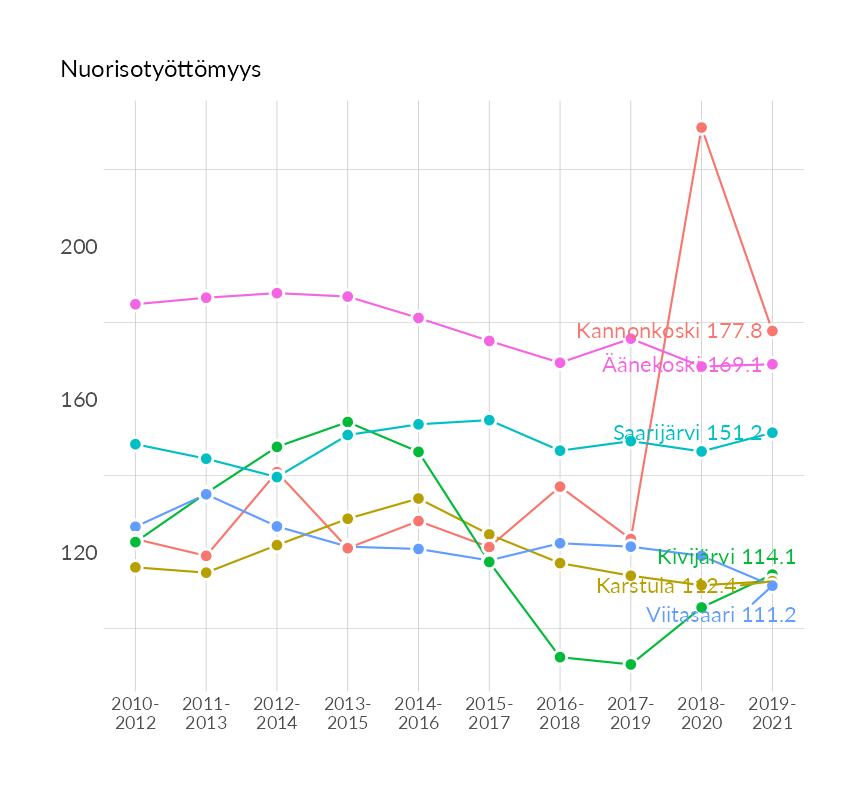 Nuorisotyöttömyys
200
160
120
Kannonkoski 177.8
Äänekoski 169.1
Saarijärvi 151.2
Kivijärvi 114.1
Karstula 112.4
Viitasaari 111.2
2010- 2011- 2012- 2013- 2014- 2015- 2016- 2017- 2018- 2019-
2012 2013 2014 2015 2016 2017 2018 2019 2020 2021